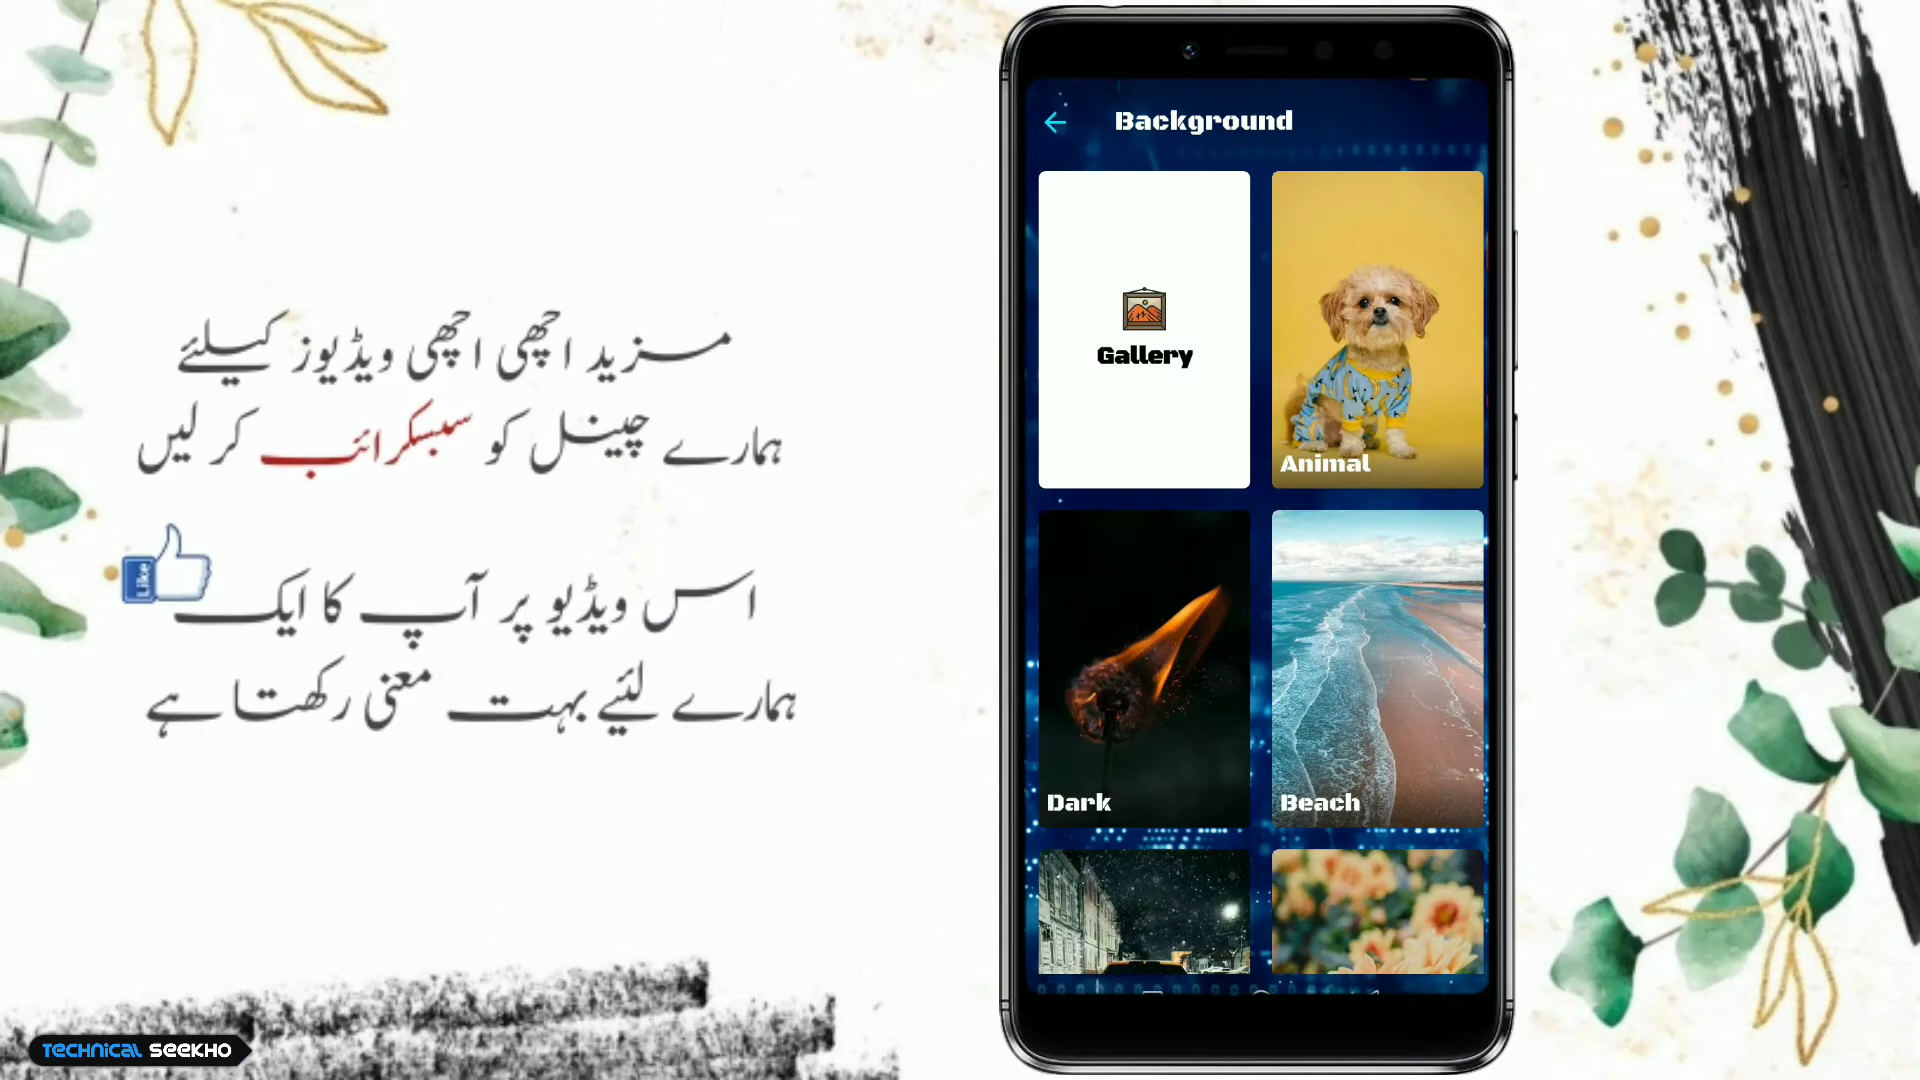 مزید اچھی اچھی ویڈیوز کیلئے
ہمارے چینل کو سبسکرائب کر لیں
Like
اس ویڈیو پر آپ کا ایک
ہمارے لئیے بہت معنی رکھتا ہے
Background
Gallery
Animal
Dark
Beach
TECHNICAL SEEKHO